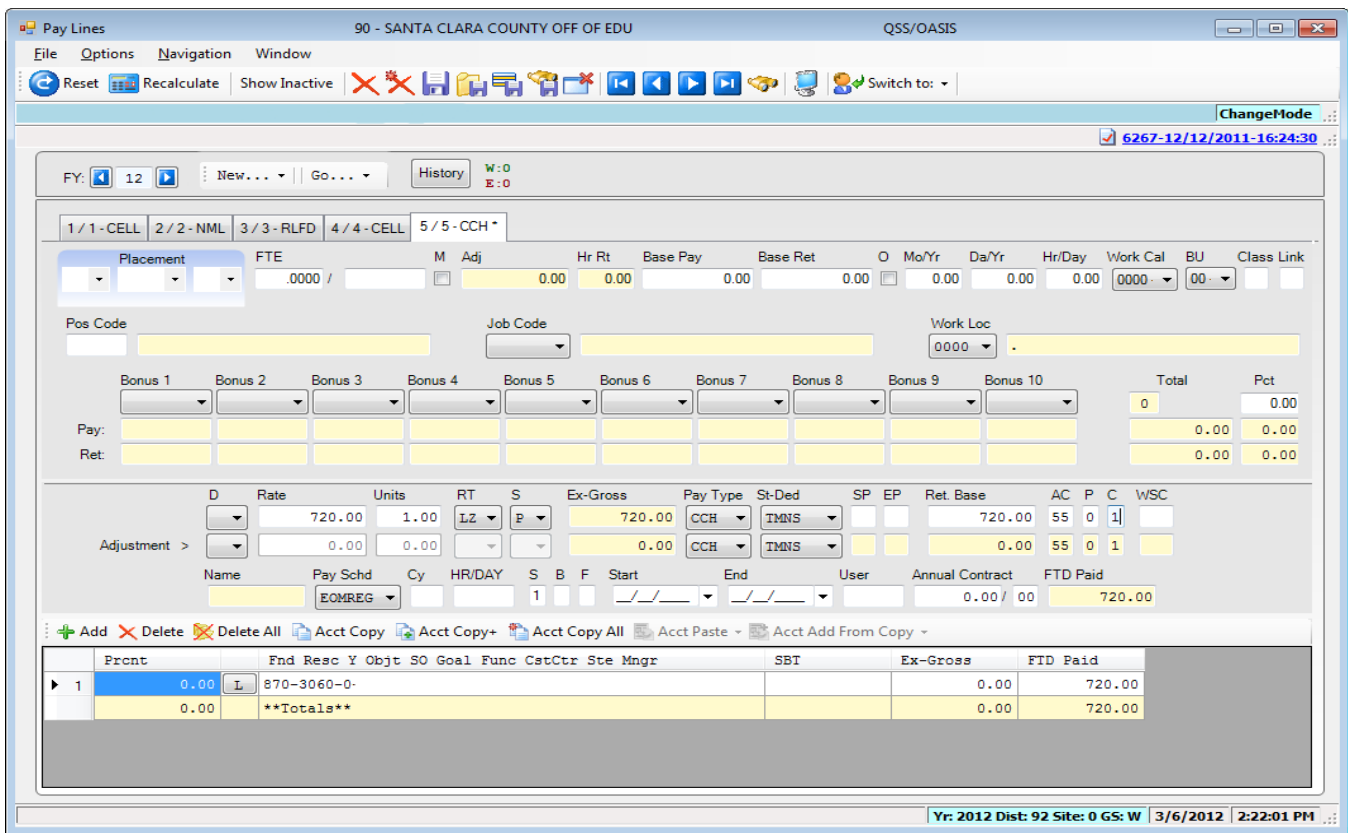 Pay Lines 90 - SANTA CLARA COUNTY OFF OF EDU QSS/OASIS
File Options Navigation Window
Reset Recalculate Show Inactive Switch to:
ChangeMode
6267-12/12/2011-16:24:30
FY: 12 New... Go... History W:0
E:0
1 / 1 - CELL 2 / 2 - NML 3 / 3 - RLFD 4 / 4 - CELL 5 / 5 - CCH *
Placement FTE M Adj Hr Rt Base Pay Base Ret O Mo/Yr Da/Yr Hr/Day Work Cal BU Class Link
.0000 / 0.00 0.00 0.00 0.00 0.00 0.00 0.00 0000 - 00 -
Pos Code Job Code Work Loc
0000 .
Bonus 1 Bonus 2 Bonus 3 Bonus 4 Bonus 5 Bonus 6 Bonus 7 Bonus 8 Bonus 9 Bonus 10 Total Pct
0 0.00
Pay: 0.00 0.00
Ret: 0.00 0.00
D Rate Units RT S Ex-Gross Pay Type St-Ded SP EP Ret. Base AC P C WSC
720.00 1.00 LZ P 720.00 CCH TMNS 720.00 55 0 1
Adjustment > 0.00 0.00 0.00 CCH TMNS 0.00 55 0 1
Name Pay Schd Cy HR/DAY S B F Start End User Annual Contract FTD Paid
EOMREG 1 _/_/___ _/_/___ 0.00 / 00 720.00
Add Delete Delete All Acct Copy Acct Copy+ Acct Copy All Acct Paste Acct Add From Copy
Prcnt Fnd Resc Y Objt SO Goal Func CstCtr Ste Mngr SBT Ex-Gross FTD Paid
1 0.00 L 870-3060-0- 0.00 720.00
0.00 **Totals** 0.00 720.00
Yr: 2012 Dist: 92 Site: 0 GS: W 3/6/2012 2:22:01 PM